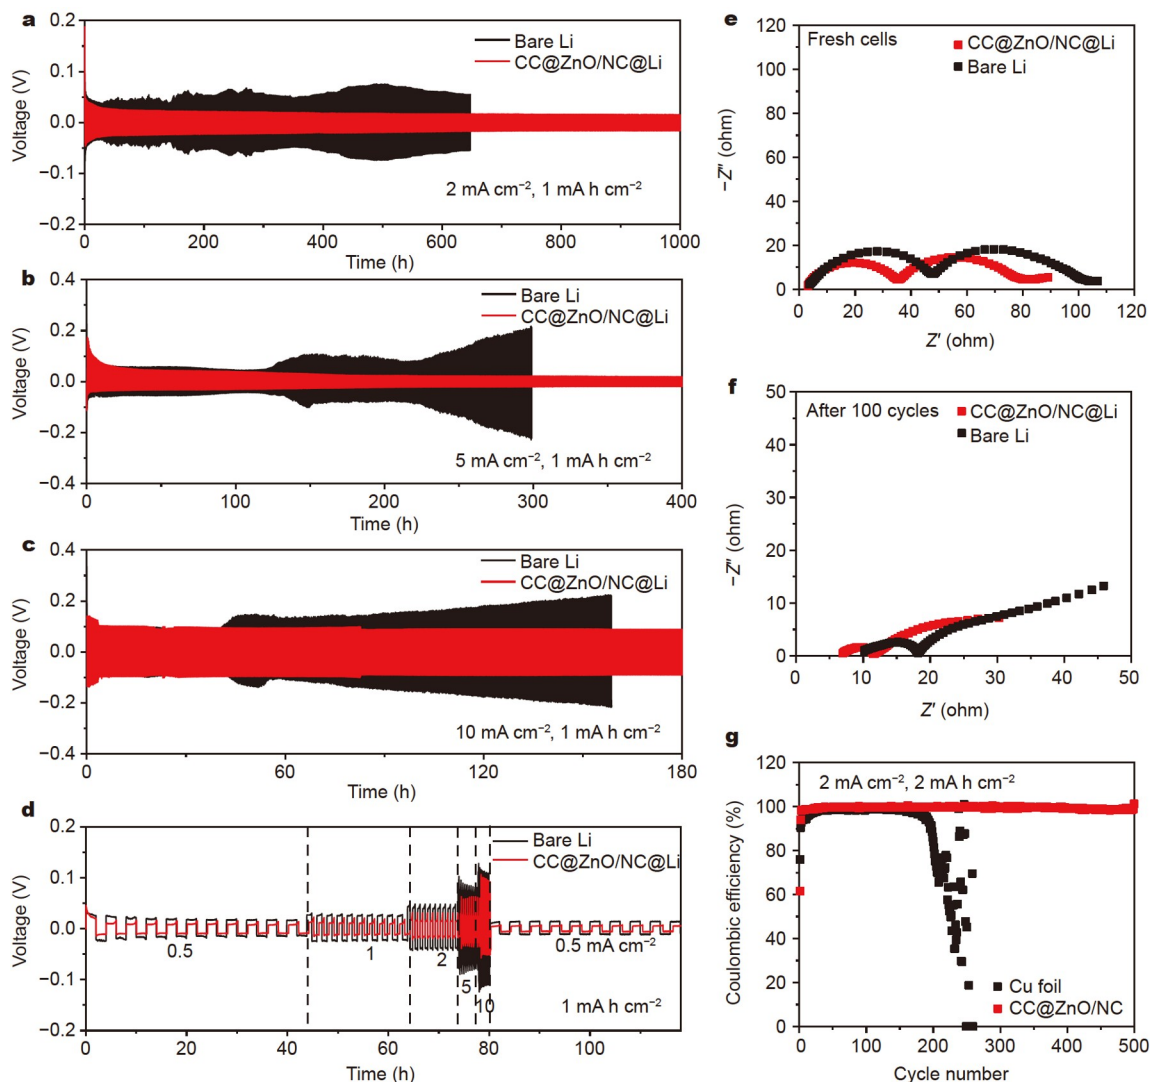 a
0.2
0.1
0.0
−0.1
−0.2
Voltage (V)
Bare Li
CC@ZnO/NC@Li
2 mA cm⁻², 1 mA h cm⁻²
0 200 400 600 800 1000
Time (h)
b
0.4
0.2
0.0
−0.2
−0.4
Voltage (V)
Bare Li
CC@ZnO/NC@Li
5 mA cm⁻², 1 mA h cm⁻²
0 100 200 300 400
Time (h)
c
0.4
0.2
0.0
−0.2
−0.4
Voltage (V)
Bare Li
CC@ZnO/NC@Li
10 mA cm⁻², 1 mA h cm⁻²
0 60 120 180
Time (h)
d
0.2
0.1
0.0
−0.1
−0.2
Voltage (V)
Bare Li
CC@ZnO/NC@Li
0.5 1 2 5 10 0.5 mA cm⁻²
1 mA h cm⁻²
0 20 40 60 80 100
Time (h)
e
120
100
80
60
40
20
0
−Z″ (ohm)
Fresh cells
CC@ZnO/NC@Li
Bare Li
0 20 40 60 80 100 120
Z′ (ohm)
f
50
40
30
20
10
0
−Z″ (ohm)
After 100 cycles
CC@ZnO/NC@Li
Bare Li
0 10 20 30 40 50
Z′ (ohm)
g
120
100
80
60
40
20
0
Coulombic efficiency (%)
2 mA cm⁻², 2 mA h cm⁻²
Cu foil
CC@ZnO/NC
0 100 200 300 400 500
Cycle number